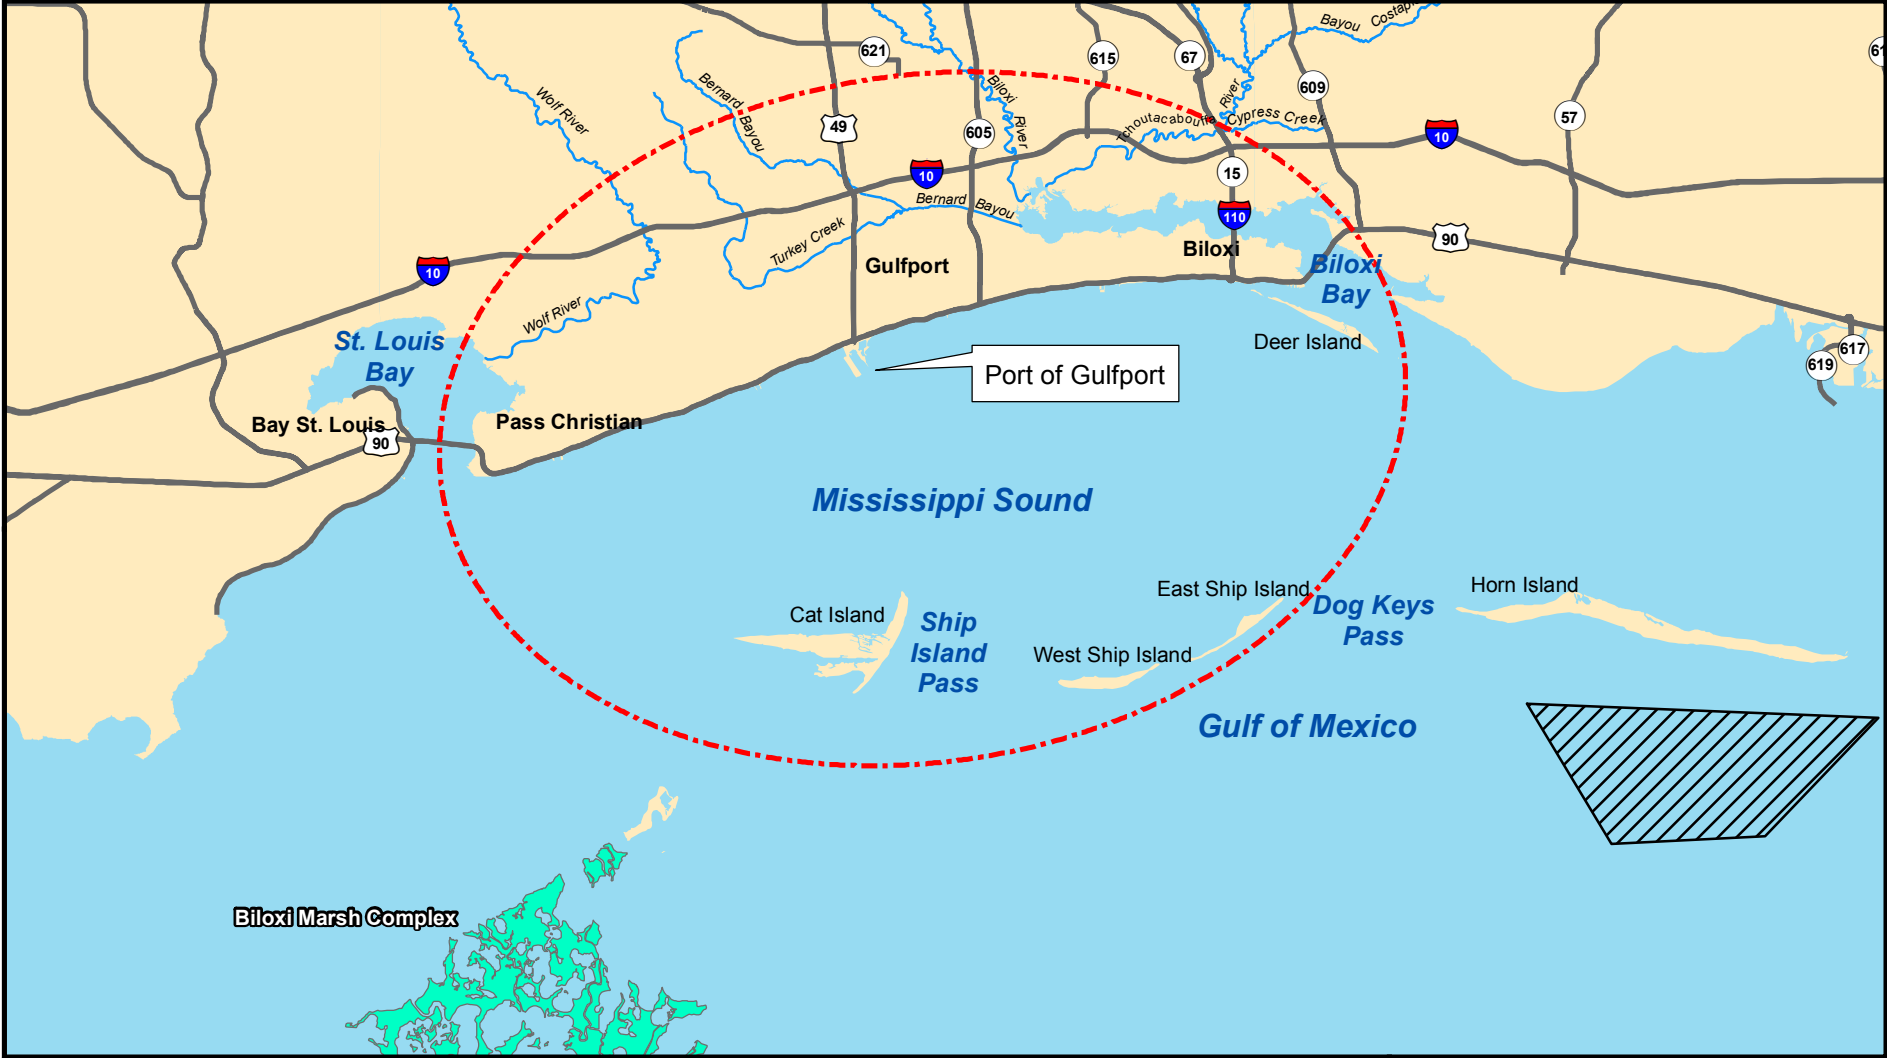 Bayou Costapia
621
615
67
61
Wolf River
Bernard
Bayou
Biloxi
River
River
609
49
605
Tchoutacabouffa
Cypress Creek
57
10
10
15
Bernard Bayou
110
Turkey Creek
Gulfport
Biloxi
90
10
Biloxi
Bay
Wolf River
St. Louis
Bay
Deer Island
617
619
Port of Gulfport
Bay St. Louis
90
Pass Christian
Mississippi Sound
East Ship Island
Horn Island
Cat Island
Ship
Island
Pass
Dog Keys
Pass
West Ship Island
Gulf of Mexico
Biloxi Marsh Complex